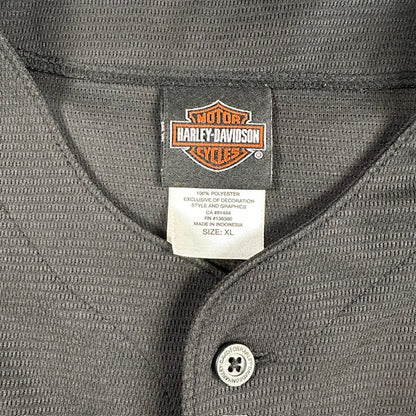 MOTOR
HARLEY-DAVIDSON
CYCLES
®
100% POLYESTER
EXCLUSIVE OF DECORATION
STYLE AND GRAPHICS
CA #81484
RN #136380
MADE IN INDONESIA
SIZE: XL